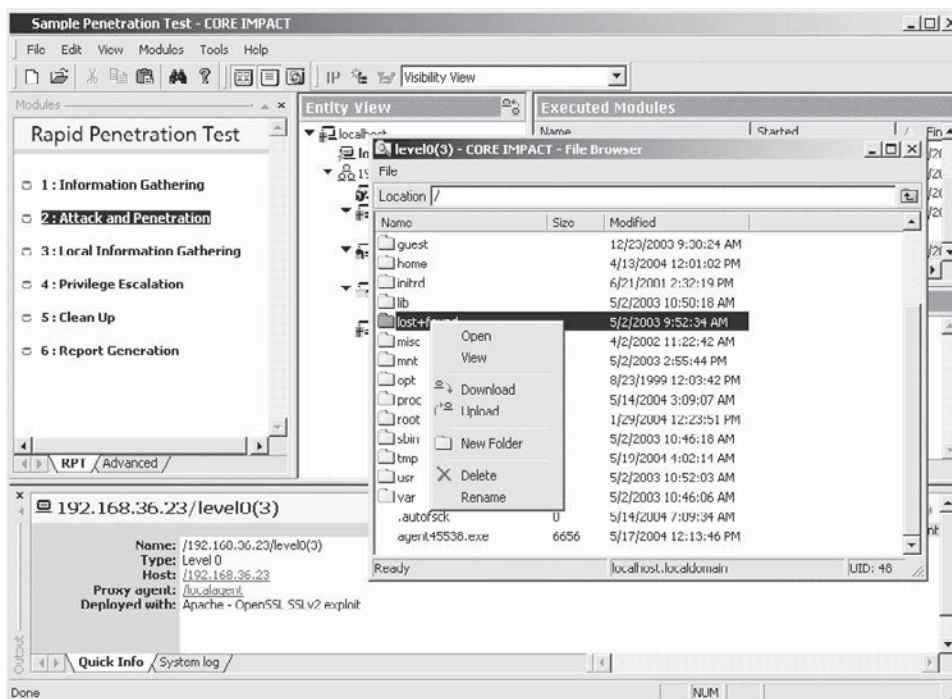 Sample Penetration Test - CORE IMPACT
File Edit View Modules Tools Help
IP Visibility View
Modules
Rapid Penetration Test
1 : Information Gathering
2 : Attack and Penetration
3 : Local Information Gathering
4 : Privilege Escalation
5 : Clean Up
6 : Report Generation
RPT Advanced
Entity View
localhost
Executed Modules
Name Started Fin
level0(3) - CORE IMPACT - File Browser
File
Location /
Name Size Modified
guest 12/23/2003 9:30:24 AM
home 4/13/2004 12:01:02 PM
initrd 6/21/2001 2:32:19 PM
lib 5/2/2003 10:50:18 AM
lost+found 5/2/2003 9:52:34 AM
misc 4/2/2002 11:22:42 AM
mnt 5/2/2003 2:55:44 PM
opt 8/23/1999 12:03:42 PM
proc 5/14/2004 3:09:07 AM
root 1/29/2004 12:23:51 PM
sbin 5/2/2003 10:46:18 AM
tmp 5/19/2004 4:02:14 AM
usr 5/2/2003 10:52:03 AM
var 5/2/2003 10:46:06 AM
.autofsck 0 5/14/2004 7:09:34 AM
agent45538.exe 6656 5/17/2004 12:13:46 PM
Open
View
Download
Upload
New Folder
Delete
Rename
Ready localhost.localdomain UID: 48
192.168.36.23/level0(3)
Name: /192.168.36.23/level0(3)
Type: Level 0
Host: /192.168.36.23
Proxy agent: /localagent
Deployed with: Apache - OpenSSL SSLv2 exploit
Output
Quick Info System log
Done NUM